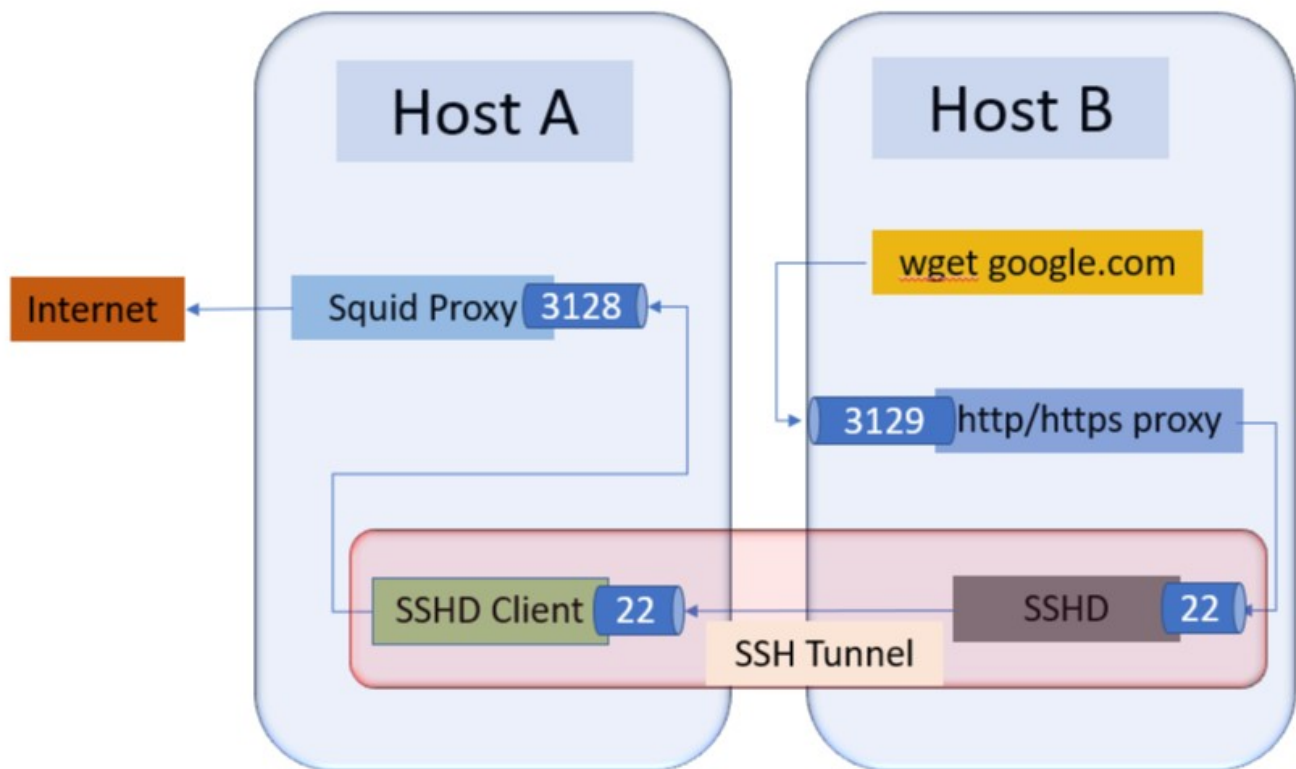 Host A
Host B
wget google.com
Internet
Squid Proxy
3128
3129
http/https proxy
SSHD Client
22
SSHD
22
SSH Tunnel